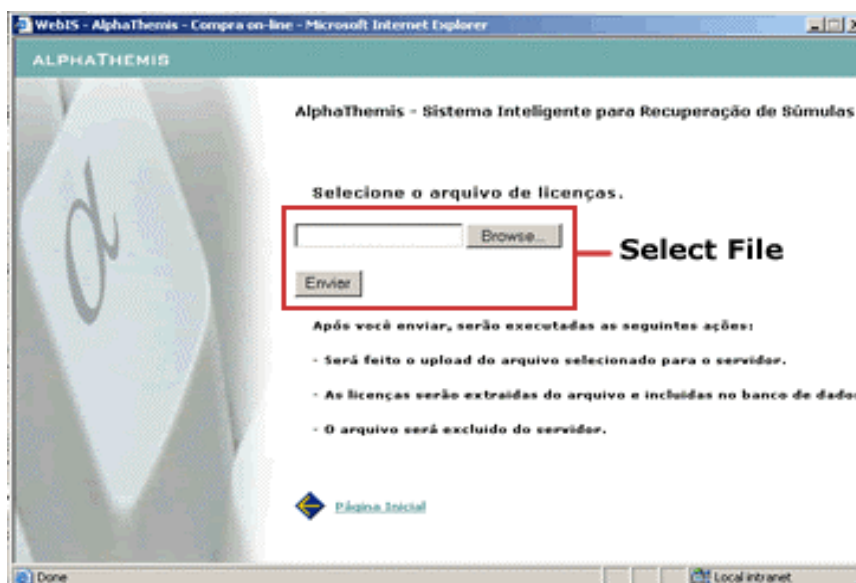 WebIS - AlphaThemis - Compra on-line - Microsoft Internet Explorer
ALPHATHEMIS
AlphaThemis - Sistema Inteligente para Recuperação de Súmulas
Selecione o arquivo de licenças.
Browse...
Select File
Enviar
Após você enviar, serão executadas as seguintes ações:
- Será feito o upload do arquivo selecionado para o servidor.
- As licenças serão extraidas do arquivo e incluidas no banco de dados
- O arquivo será excluido do servidor.
Página Inicial
Done
Local intranet